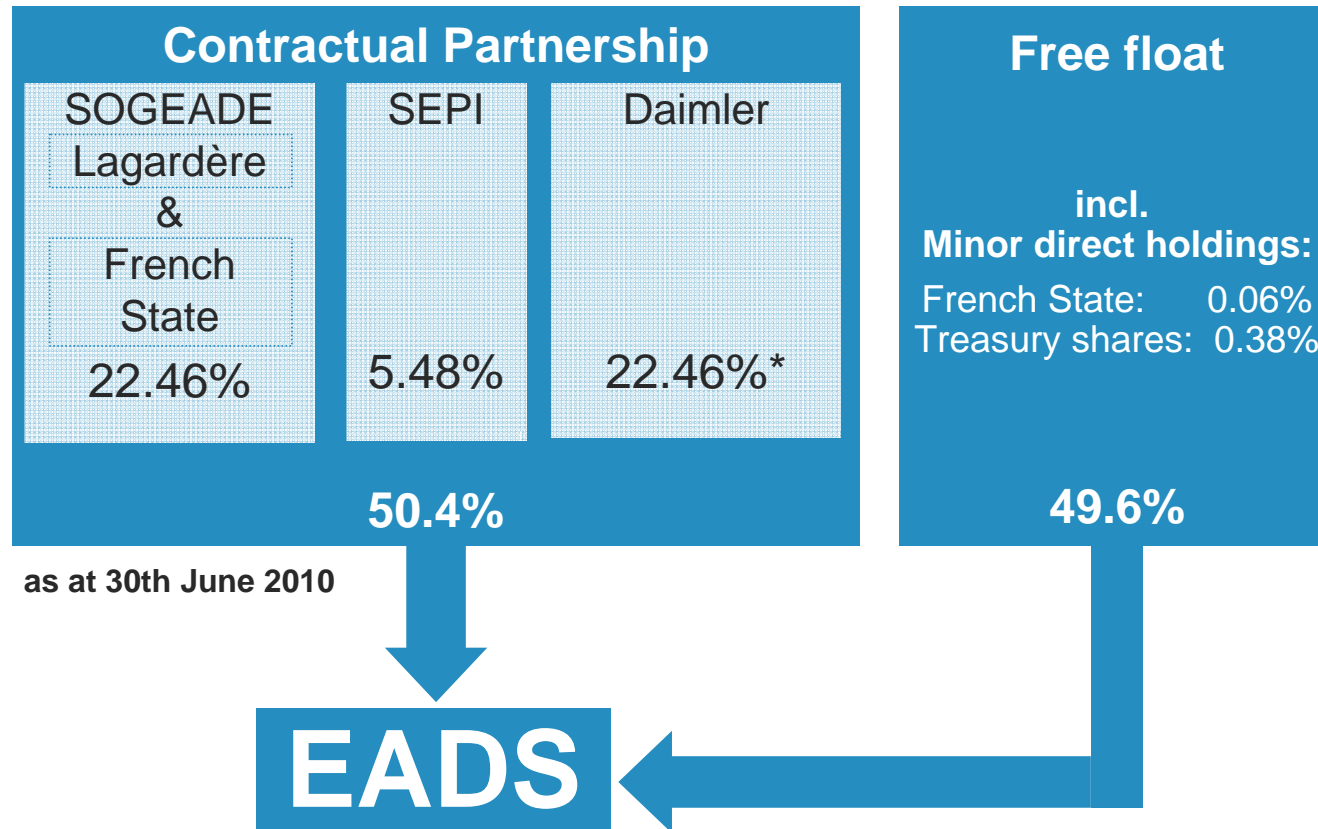 Contractual Partnership
SOGEADE
Lagardère
&
French
State
22.46%
SEPI
5.48%
Daimler
22.46%*
50.4%
Free float
incl.
Minor direct holdings:
French State: 0.06%
Treasury shares: 0.38%
49.6%
as at 30th June 2010
EADS